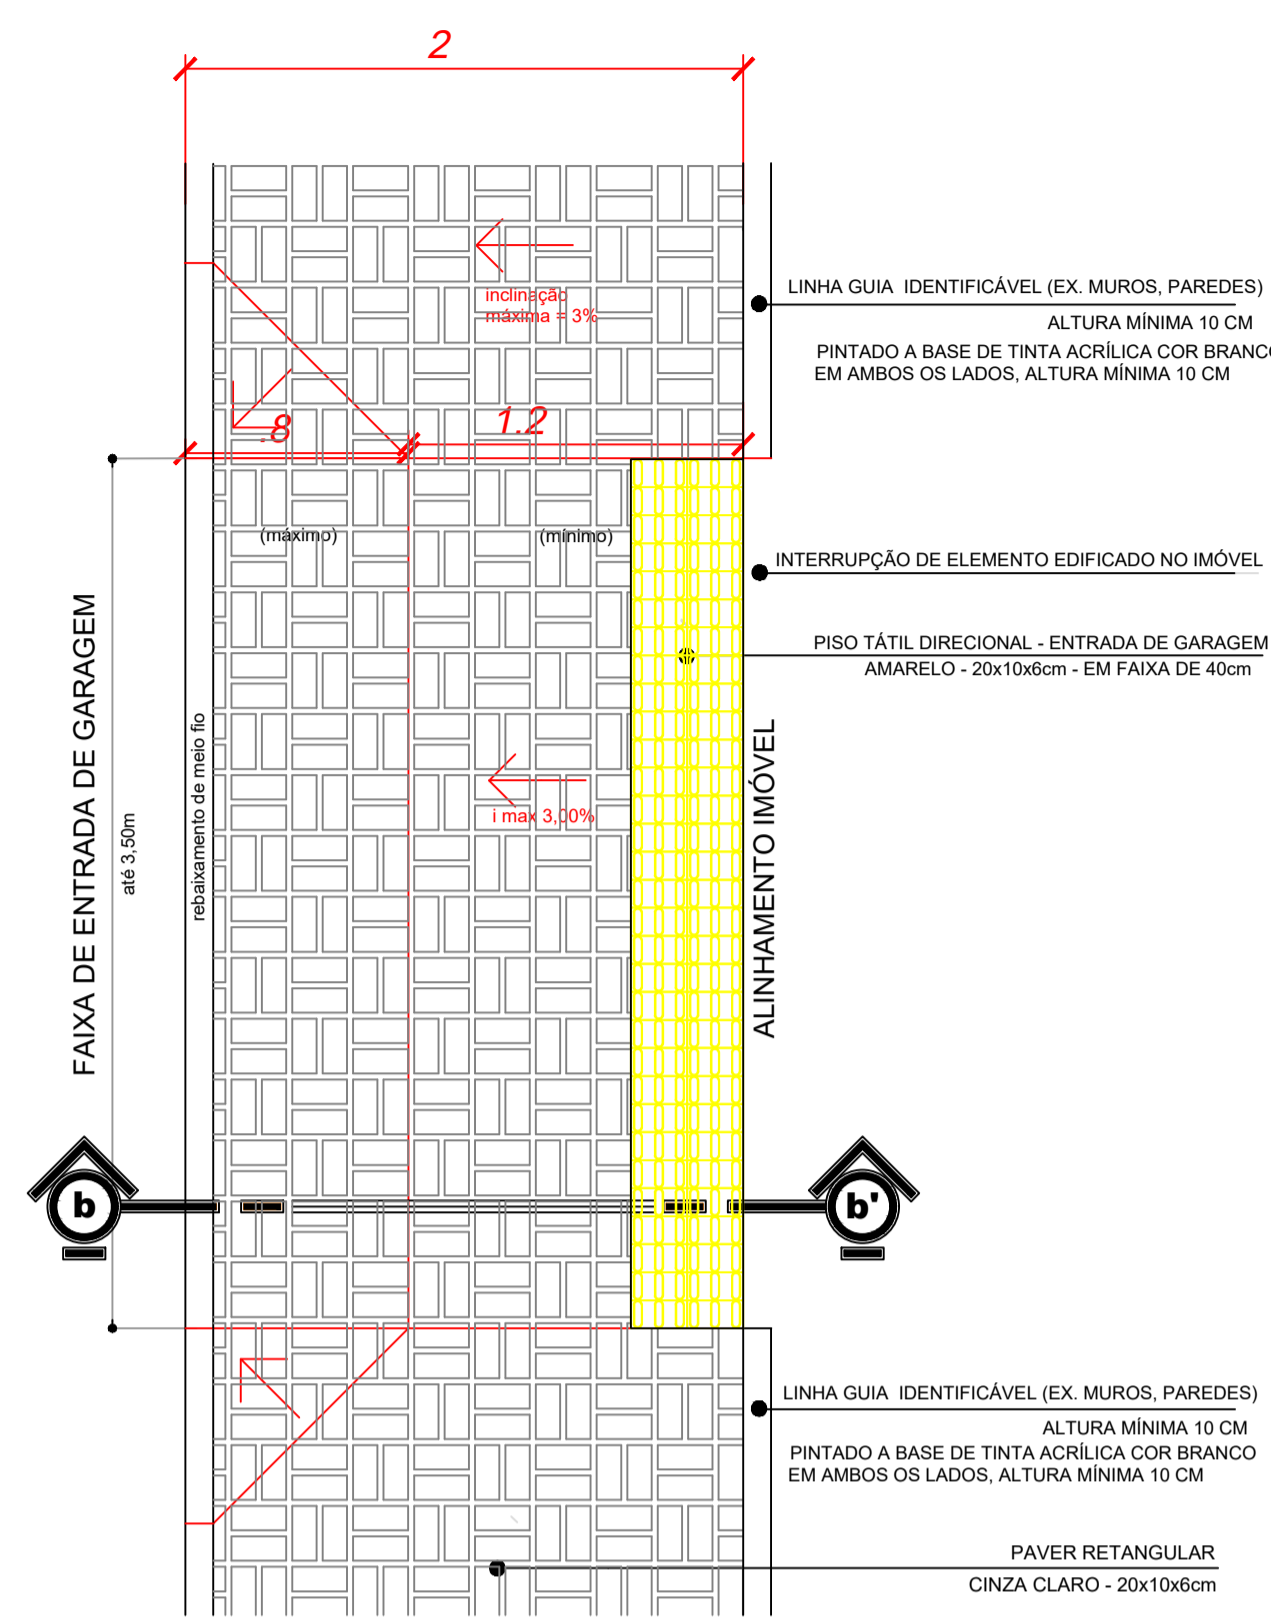 2
LINHA GUIA  IDENTIFICÁVEL (EX. MUROS, PAREDES)
ALTURA MÍNIMA 10 CM
PINTADO A BASE DE TINTA ACRÍLICA COR BRANCO
EM AMBOS OS LADOS, ALTURA MÍNIMA 10 CM
inclinação
máxima = 3%
.8
1.2
(máximo)
(mínimo)
INTERRUPÇÃO DE ELEMENTO EDIFICADO NO IMÓVEL
PISO TÁTIL DIRECIONAL - ENTRADA DE GARAGEM
AMARELO - 20x10x6cm - EM FAIXA DE 40cm
FAIXA DE ENTRADA DE GARAGEM
até 3,50m
rebaixamento de meio fio
i max 3,00%
ALINHAMENTO IMÓVEL
b
b'
LINHA GUIA  IDENTIFICÁVEL (EX. MUROS, PAREDES)
ALTURA MÍNIMA 10 CM
PINTADO A BASE DE TINTA ACRÍLICA COR BRANCO
EM AMBOS OS LADOS, ALTURA MÍNIMA 10 CM
PAVER RETANGULAR
CINZA CLARO - 20x10x6cm